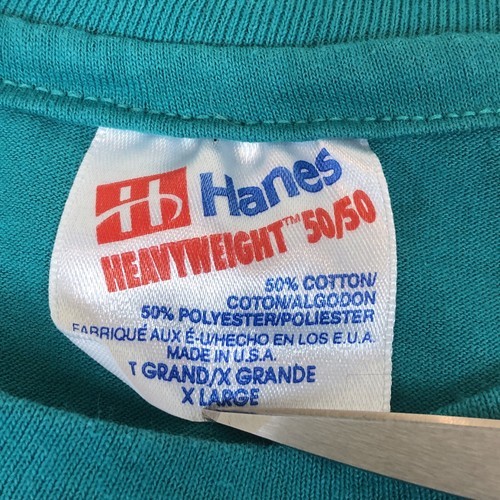 H Hanes
HEAVYWEIGHT™ 50/50
50% COTTON/
COTON/ALGODON
50% POLYESTER/POLIESTER
FABRIQUÉ AUX É-U/HECHO EN LOS E.U.A.
MADE IN U.S.A.
T GRAND/X GRANDE
X LARGE